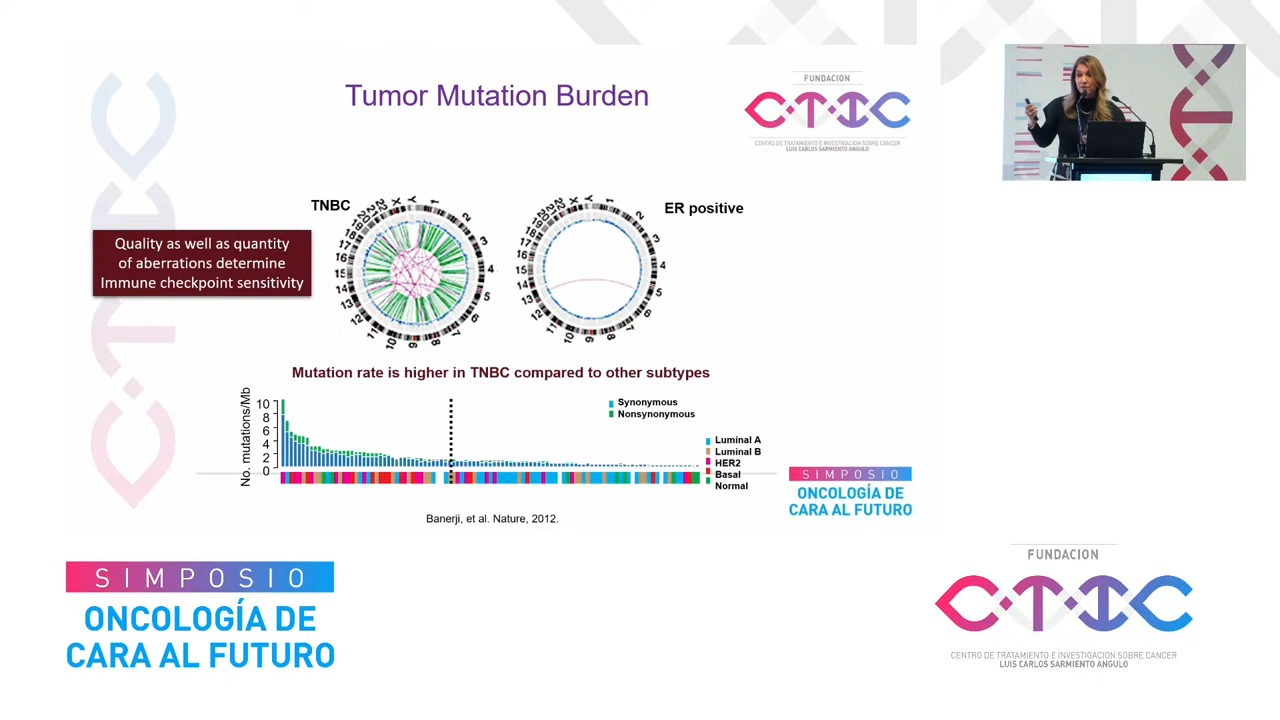 Tumor Mutation Burden
FUNDACION
C·T·IC
CENTRO DE TRATAMIENTO E INVESTIGACION SOBRE CANCER
LUIS CARLOS SARMIENTO ANGULO
TNBC
ER positive
Quality as well as quantity
of aberrations determine
Immune checkpoint sensitivity
Mutation rate is higher in TNBC compared to other subtypes
No. mutations/Mb
10
8
6
4
2
0
Synonymous
Nonsynonymous
Luminal A
Luminal B
HER2
Basal
Normal
Banerji, et al. Nature, 2012.
SIMPOSIO
ONCOLOGÍA DE
CARA AL FUTURO
SIMPOSIO
ONCOLOGÍA DE
CARA AL FUTURO
FUNDACION
C·T·IC
CENTRO DE TRATAMIENTO E INVESTIGACION SOBRE CANCER
LUIS CARLOS SARMIENTO ANGULO